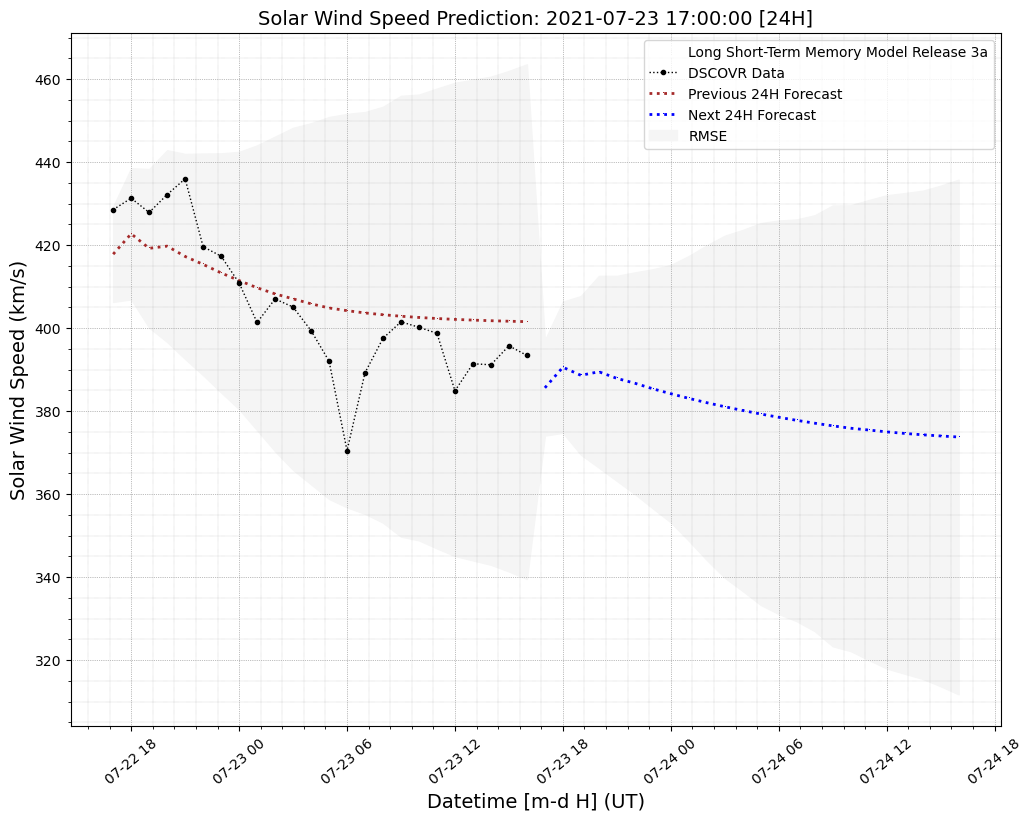 Solar Wind Speed Prediction: 2021-07-23 17:00:00 [24H]
Long Short-Term Memory Model Release 3a
DSCOVR Data
Previous 24H Forecast
Next 24H Forecast
RMSE
Solar Wind Speed (km/s)
460
440
420
400
380
360
340
320
07-22 18
07-23 00
07-23 06
07-23 12
07-23 18
07-24 00
07-24 06
07-24 12
07-24 18
Datetime [m-d H] (UT)